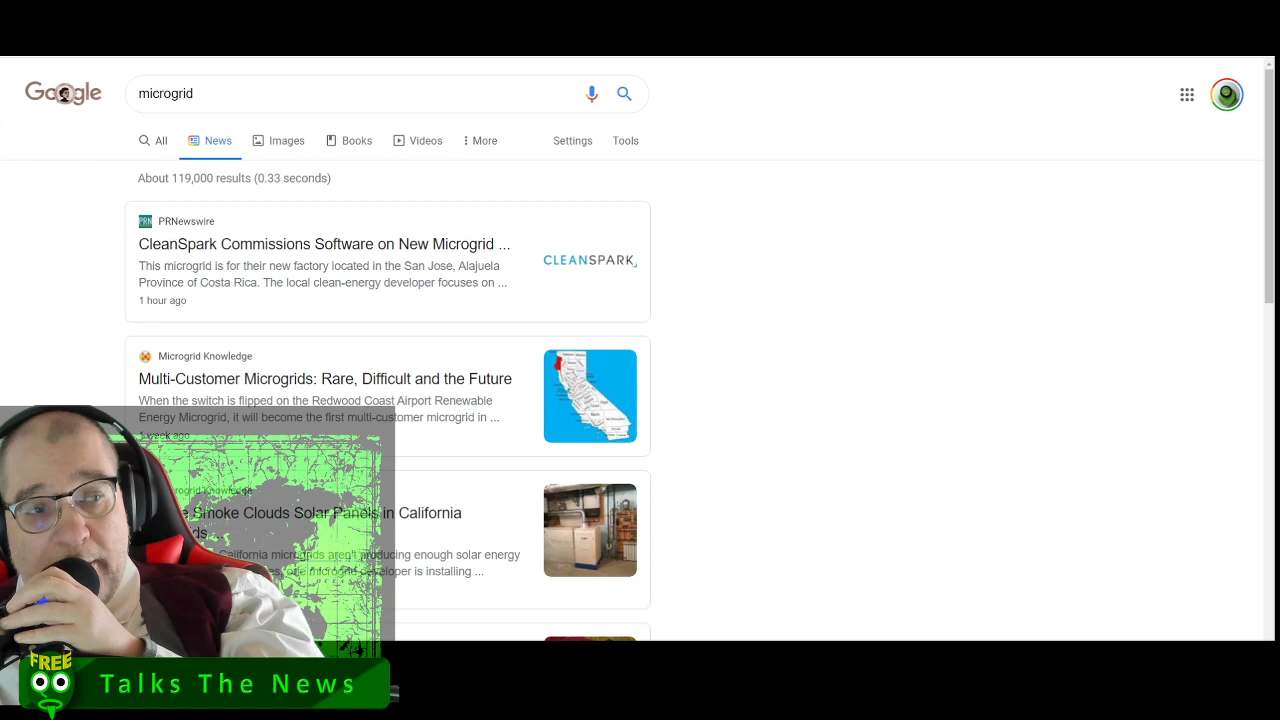 Google
microgrid
All News Images Books Videos More Settings Tools
About 119,000 results (0.33 seconds)
PRN PRNewswire
CleanSpark Commissions Software on New Microgrid ...
This microgrid is for their new factory located in the San Jose, Alajuela
Province of Costa Rica. The local clean-energy developer focuses on ...
1 hour ago
CLEANSPARK
Microgrid Knowledge
Multi-Customer Microgrids: Rare, Difficult and the Future
When the switch is flipped on the Redwood Coast Airport Renewable
Energy Microgrid, it will become the first multi-customer microgrid in ...
1 week ago
Knowledge
Smoke Clouds Solar Panels in California
California microgrids aren't producing enough solar energy
microgrid developer is installing ...
FREE
Talks The News